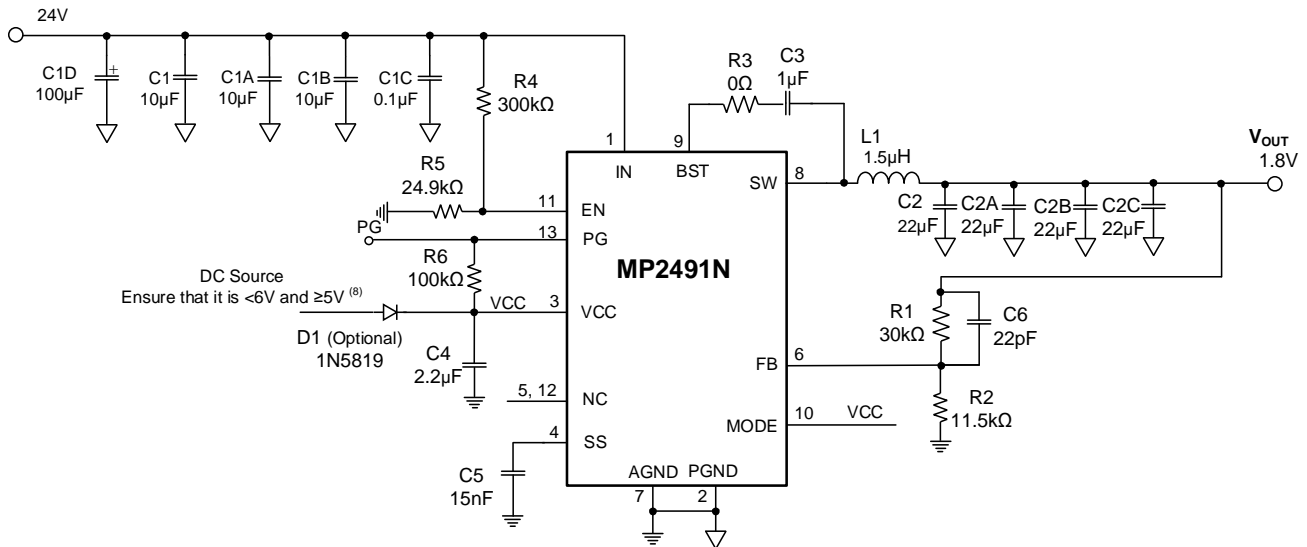 24V
C1D
100µF
+
C1
10µF
C1A
10µF
C1B
10µF
C1C
0.1µF
R4
300kΩ
R3
0Ω
C3
1µF
1
9
IN
BST
SW
8
L1
1.5µH
VOUT
1.8V
C2
22µF
C2A
22µF
C2B
22µF
C2C
22µF
R5
24.9kΩ
11
EN
PG
13
PG
R6
100kΩ
MP2491N
DC Source
Ensure that it is <6V and ≥5V (8)
VCC
3
VCC
D1 (Optional)
1N5819
C4
2.2µF
R1
30kΩ
C6
22pF
FB
6
5, 12
NC
R2
11.5kΩ
MODE
10
VCC
4
SS
C5
15nF
AGND
PGND
7
2